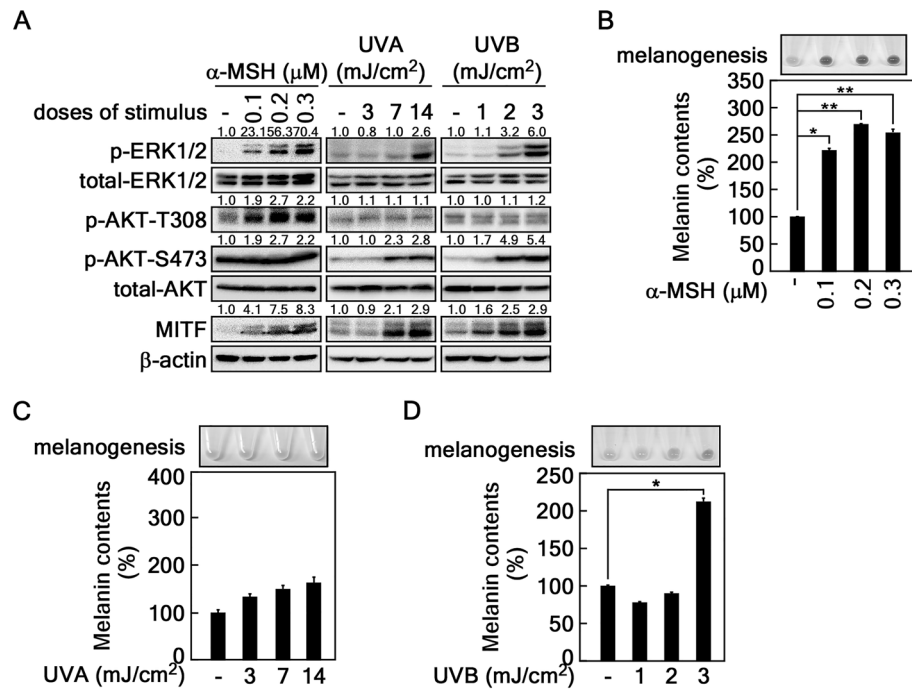 A
α-MSH (μM)
UVA
(mJ/cm²)
UVB
(mJ/cm²)
doses of stimulus
- 0.1 0.2 0.3
- 3 7 14
- 1 2 3
1.0 23.1 56.3 70.4
1.0 0.8 1.0 2.6
1.0 1.1 3.2 6.0
p-ERK1/2
total-ERK1/2
1.0 1.9 2.7 2.2
1.0 1.1 1.1 1.1
1.0 1.0 1.1 1.2
p-AKT-T308
1.0 1.9 2.7 2.2
1.0 1.0 2.3 2.8
1.0 1.7 4.9 5.4
p-AKT-S473
total-AKT
1.0 4.1 7.5 8.3
1.0 0.9 2.1 2.9
1.0 1.6 2.5 2.9
MITF
β-actin
B
melanogenesis
Melanin contents
(%)
350
300
250
200
150
100
50
0
**
**
*
α-MSH (μM)
- 0.1 0.2 0.3
C
melanogenesis
Melanin contents
(%)
400
300
200
100
0
UVA (mJ/cm²) - 3 7 14
D
melanogenesis
Melanin contents
(%)
250
200
150
100
50
0
*
UVB (mJ/cm²) - 1 2 3